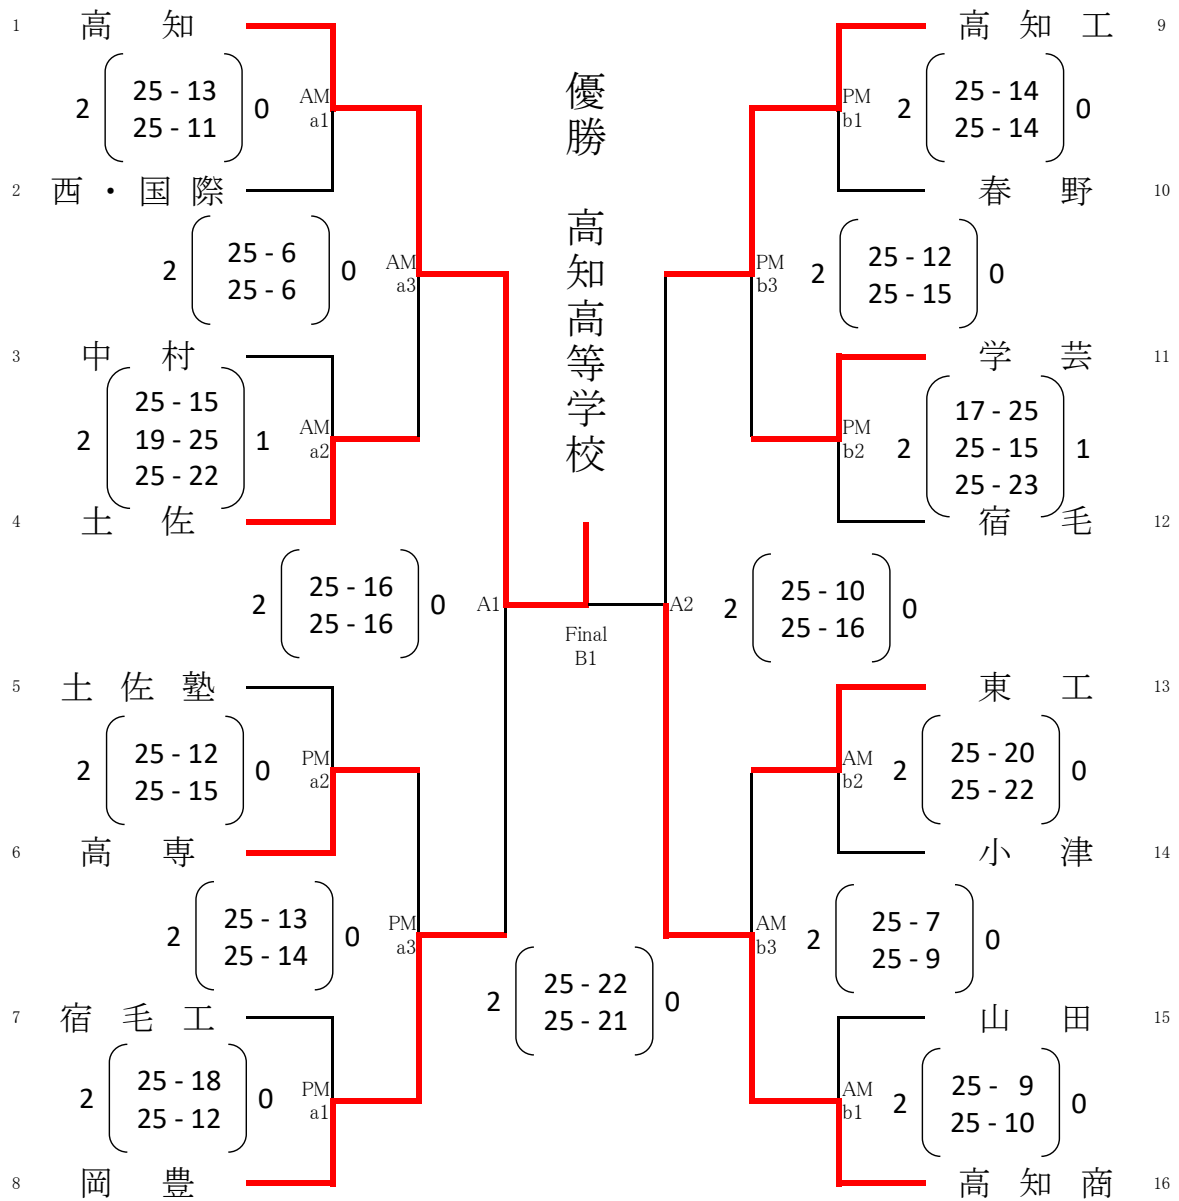 1 高 知
AM
a1
2 25 - 13 0
25 - 11
2 西・国際
2 25 - 6 0
25 - 6
AM
a3
3 中 村
2 25 - 15 1
19 - 25
25 - 22
AM
a2
4 土 佐
2 25 - 16 0
25 - 16
A1
5 土 佐 塾
2 25 - 12 0
25 - 15
PM
a2
6 高 専
2 25 - 13 0
25 - 14
PM
a3
7 宿 毛 工
2 25 - 18 0
25 - 12
PM
a1
8 岡 豊
優勝 高知高等学校
Final
B1
2 25 - 22 0
25 - 21
高 知 工 9
PM
b1
2 25 - 14 0
25 - 14
春 野 10
PM
b3
2 25 - 12 0
25 - 15
学 芸 11
PM
b2
2 17 - 25 1
25 - 15
25 - 23
宿 毛 12
A2
2 25 - 10 0
25 - 16
東 工 13
AM
b2
2 25 - 20 0
25 - 22
小 津 14
AM
b3
2 25 - 7 0
25 - 9
山 田 15
AM
b1
2 25 - 9 0
25 - 10
高 知 商 16